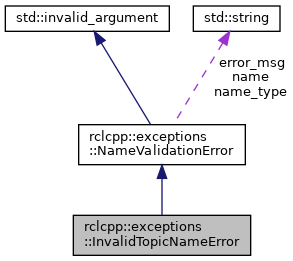 std::invalid_argument
std::string
error_msg
name
name_type
rclcpp::exceptions
::NameValidationError
rclcpp::exceptions
::InvalidTopicNameError